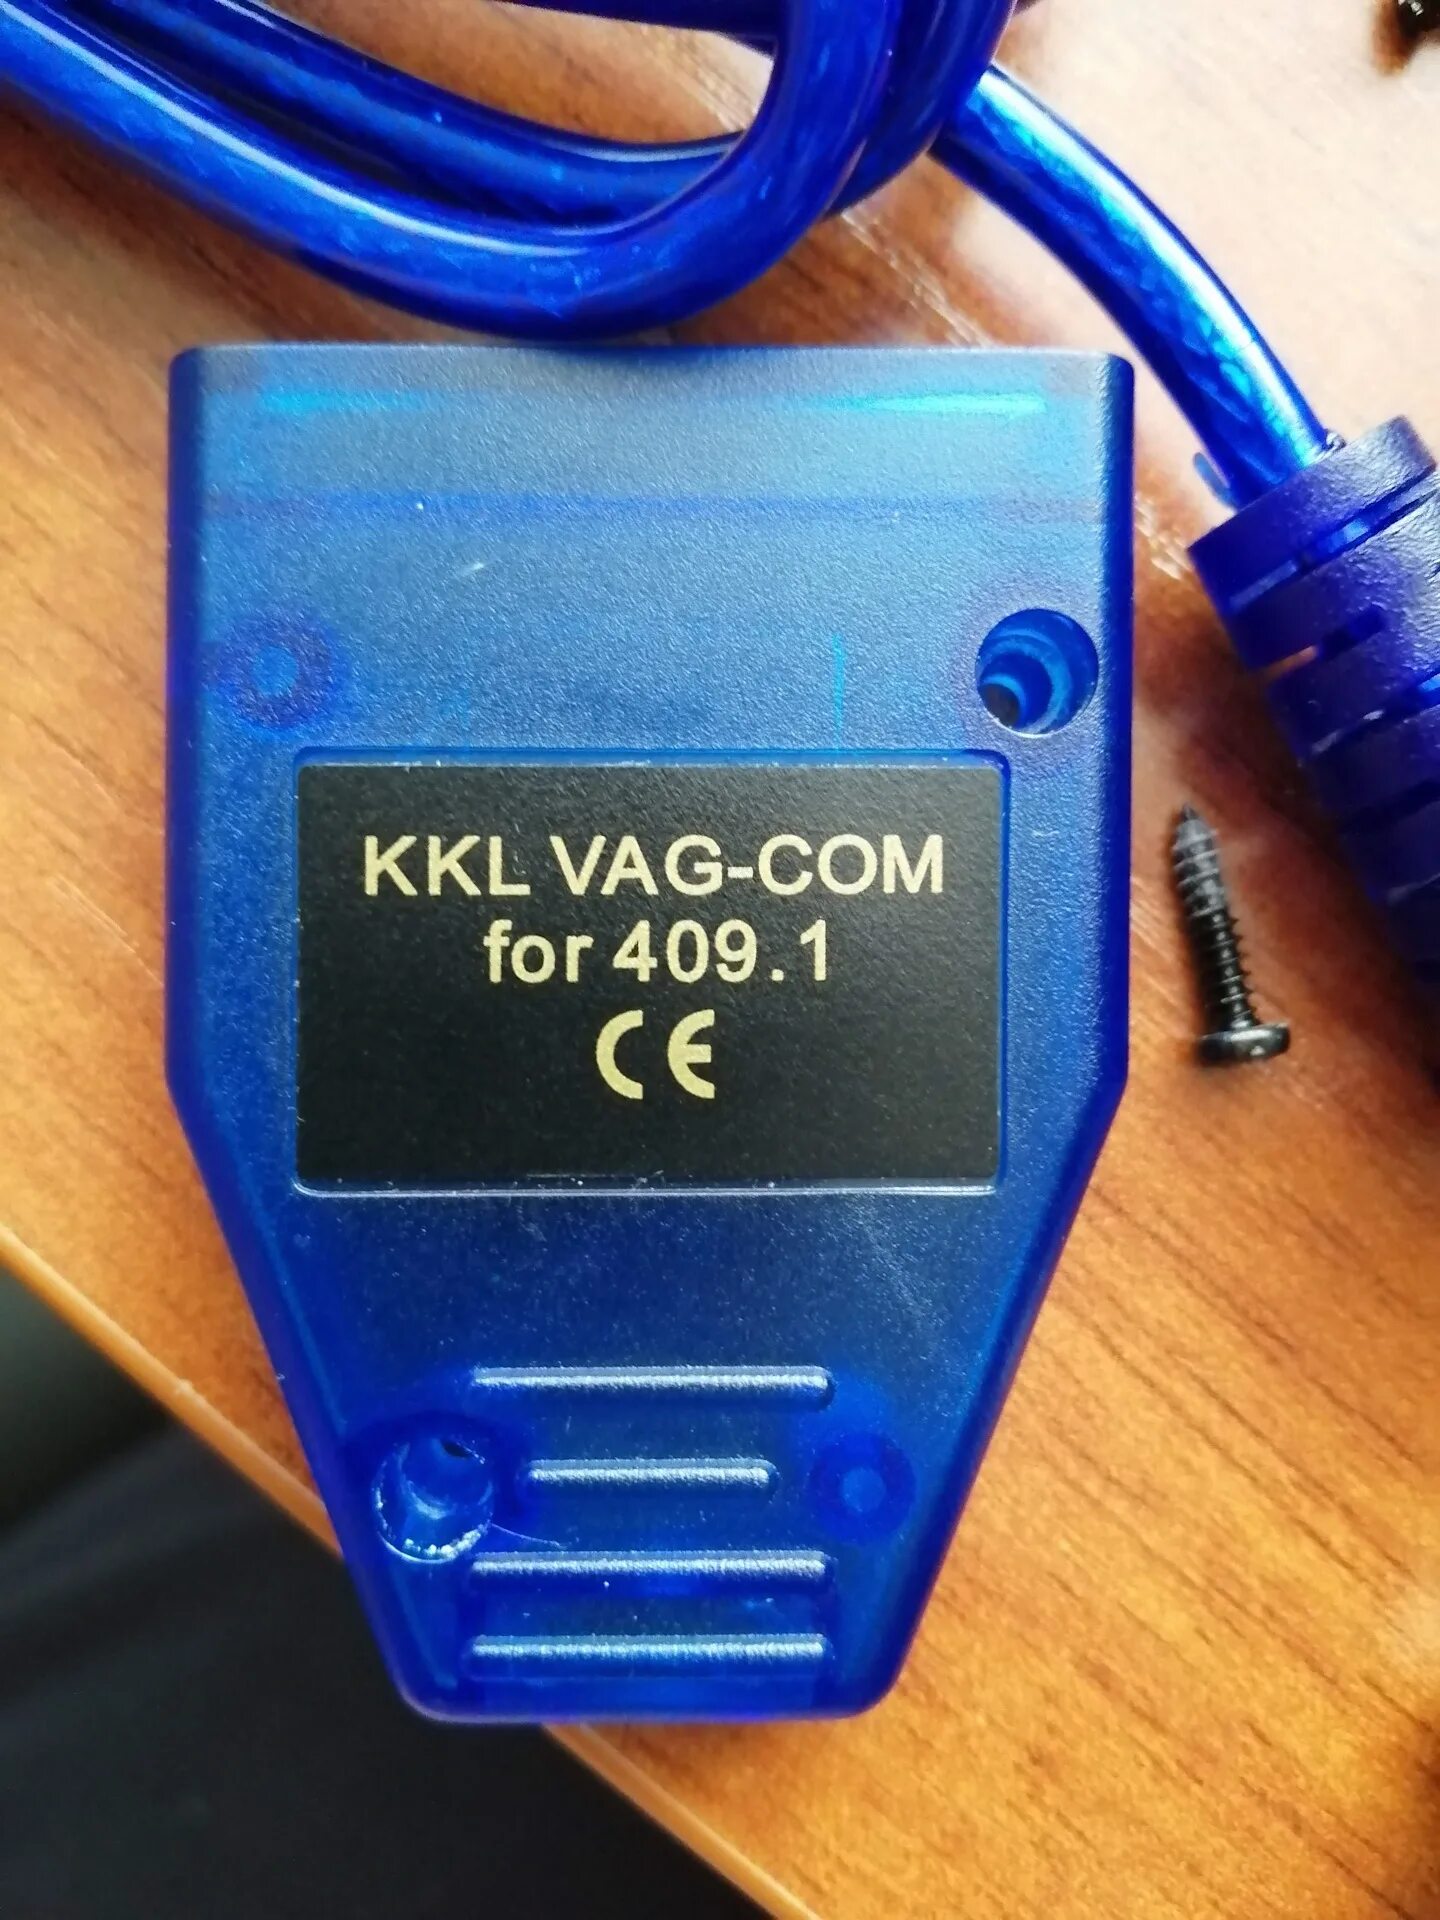 KKL VAG-COM
for 409.1
CE